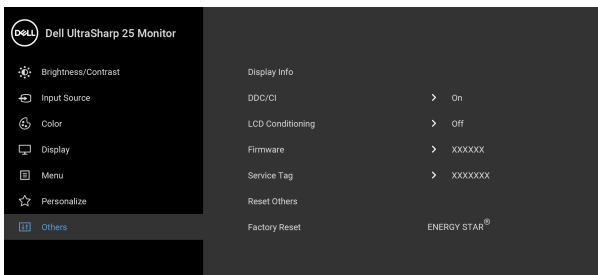 DELL Dell UltraSharp 25 Monitor
Brightness/Contrast
Input Source
Color
Display
Menu
Personalize
Others
Display Info
DDC/CI > On
LCD Conditioning > Off
Firmware > XXXXXX
Service Tag > XXXXXXX
Reset Others
Factory Reset ENERGY STAR®